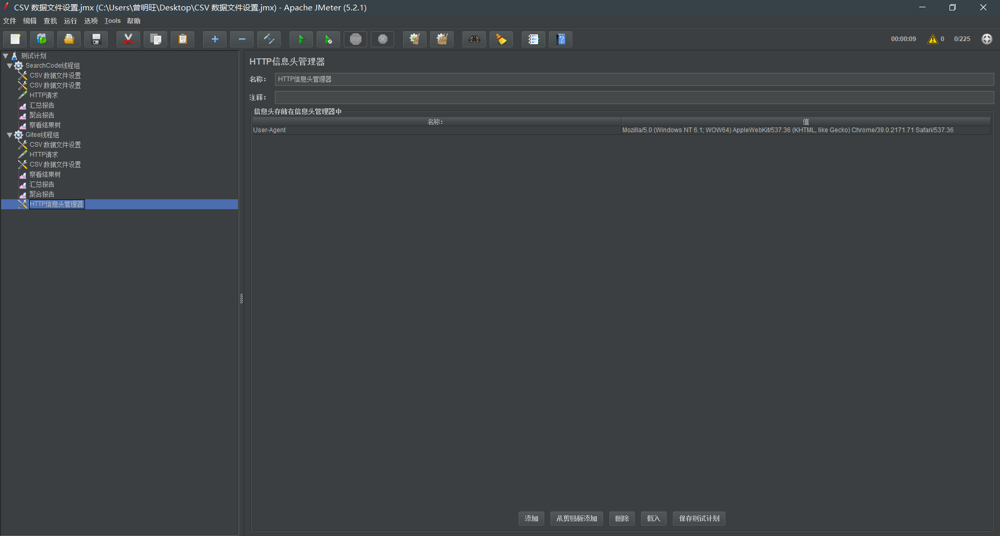 CSV 数据文件设置.jmx (C:\Users\曾明旺\Desktop\CSV 数据文件设置.jmx) - Apache JMeter (5.2.1)
文件 编辑 查找 运行 选项 Tools 帮助
STOP
00:00:09 0 0/225
测试计划
SearchCode线程组
CSV 数据文件设置
CSV 数据文件设置
HTTP请求
汇总报告
聚合报告
察看结果树
Gitee线程组
CSV 数据文件设置
HTTP请求
CSV 数据文件设置
察看结果树
汇总报告
聚合报告
HTTP信息头管理器
HTTP信息头管理器
名称： HTTP信息头管理器
注释：
信息头存储在信息头管理器中
名称： 值
User-Agent Mozilla/5.0 (Windows NT 6.1; WOW64) AppleWebKit/537.36 (KHTML, like Gecko) Chrome/39.0.2171.71 Safari/537.36
添加 从剪贴板添加 删除 载入 保存测试计划